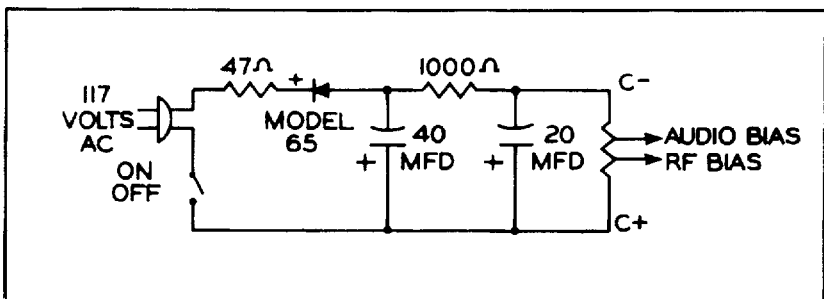 117
VOLTS
AC
ON
OFF
47Ω
+
MODEL
65
40
MFD
+
1000Ω
20
MFD
+
C-
AUDIO BIAS
RF BIAS
C+